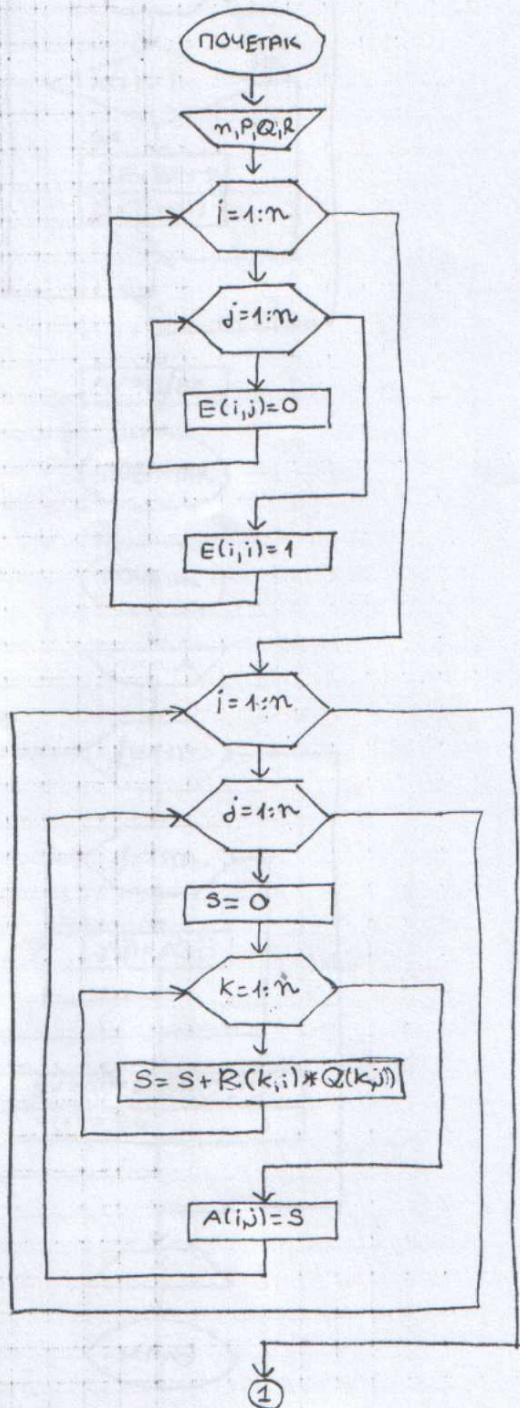 ПОЧЕТАК
n,P,Q,R
i=1:n
j=1:n
E(i,j)=0
E(i,i)=1
i=1:n
j=1:n
S=0
K=1:n
S=S+R(k,i)*Q(k,j)
A(i,j)=S
1